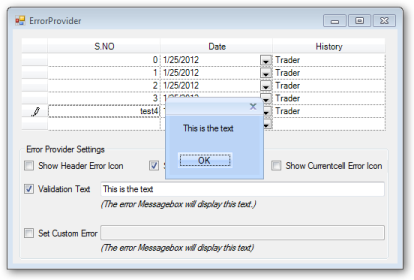 ErrorProvider
S.NO Date History
0 1/25/2012 Trader
1 1/25/2012 Trader
2 1/25/2012 Trader
3 1/25/2012 Trader
test4 Trader
This is the text
OK
Error Provider Settings
Show Header Error Icon S Show Currentcell Error Icon
Validation Text This is the text
(The error Messagebox will display this text.)
Set Custom Error
(The error Messagebox will display this text)